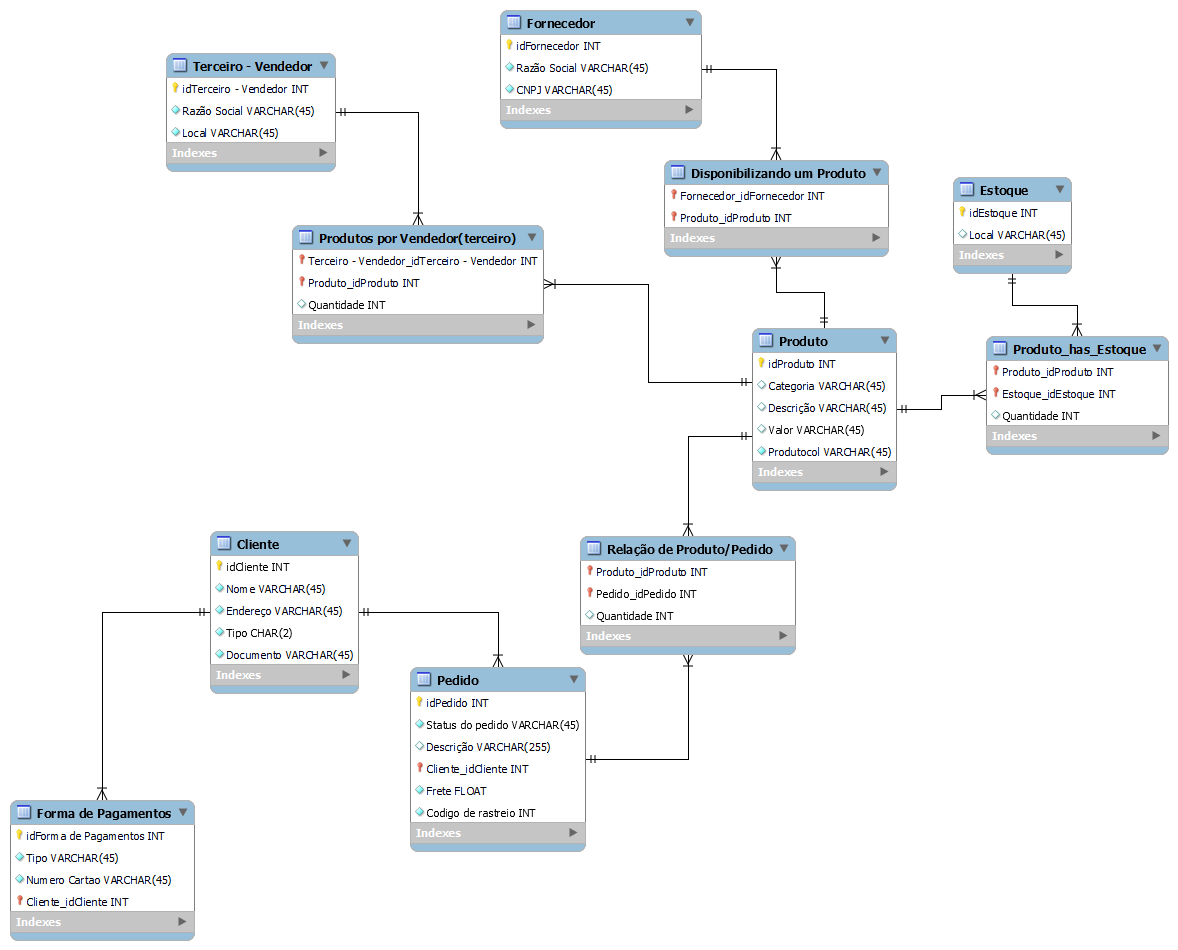 Fornecedor
idFornecedor INT
Razão Social VARCHAR(45)
CNPJ VARCHAR(45)
Indexes
Terceiro - Vendedor
idTerceiro - Vendedor INT
Razão Social VARCHAR(45)
Local VARCHAR(45)
Indexes
Disponibilizando um Produto
Fornecedor_idFornecedor INT
Produto_idProduto INT
Indexes
Estoque
idEstoque INT
Local VARCHAR(45)
Indexes
Produtos por Vendedor(terceiro)
Terceiro - Vendedor_idTerceiro - Vendedor INT
Produto_idProduto INT
Quantidade INT
Indexes
Produto
idProduto INT
Categoria VARCHAR(45)
Descrição VARCHAR(45)
Valor VARCHAR(45)
Produtocol VARCHAR(45)
Indexes
Produto_has_Estoque
Produto_idProduto INT
Estoque_idEstoque INT
Quantidade INT
Indexes
Cliente
idCliente INT
Nome VARCHAR(45)
Endereço VARCHAR(45)
Tipo CHAR(2)
Documento VARCHAR(45)
Indexes
Relação de Produto/Pedido
Produto_idProduto INT
Pedido_idPedido INT
Quantidade INT
Indexes
Pedido
idPedido INT
Status do pedido VARCHAR(45)
Descrição VARCHAR(255)
Cliente_idCliente INT
Frete FLOAT
Codigo de rastreio INT
Indexes
Forma de Pagamentos
idForma de Pagamentos INT
Tipo VARCHAR(45)
Numero Cartao VARCHAR(45)
Cliente_idCliente INT
Indexes